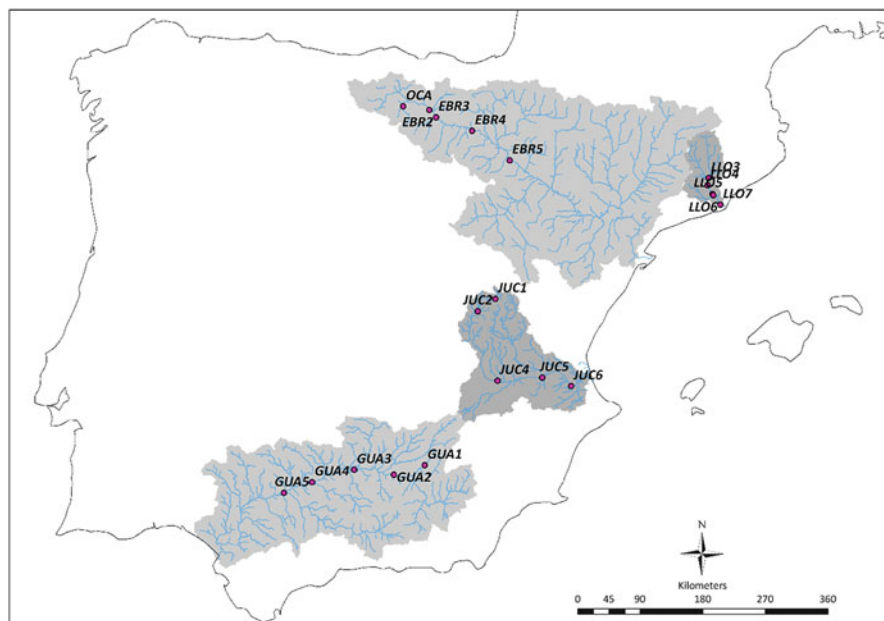 OCA
EBR3
EBR2
EBR4
EBR5
LLO3
LLO4
LLO5
LLO7
LLO6
JUC1
JUC2
JUC4
JUC5
JUC6
GUA1
GUA3
GUA2
GUA4
GUA5
N
Kilometers
0 45 90 180 270 360